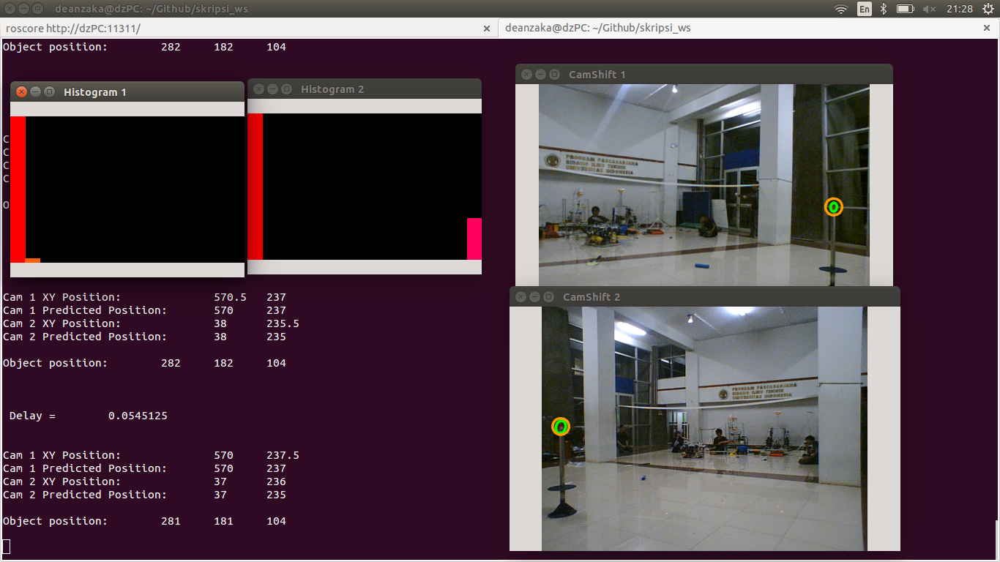 deanzaka@dzPC: ~/Github/skripsi_ws
En
21:28
roscore http://dzPC:11311/
deanzaka@dzPC: ~/Github/skripsi_ws
Object position: 282 182 104
Histogram 1
Histogram 2
C
C
C
C
O
Cam 1 XY Position: 570.5 237
Cam 1 Predicted Position: 570 237
Cam 2 XY Position: 38 235.5
Cam 2 Predicted Position: 38 235
Object position: 282 182 104
Delay = 0.0545125
Cam 1 XY Position: 570 237.5
Cam 1 Predicted Position: 570 237
Cam 2 XY Position: 37 236
Cam 2 Predicted Position: 37 235
Object position: 281 181 104
CamShift 1
PROGRAM PASCASARJANA
BIDANG ILMU TEKNIK
UNIVERSITAS INDONESIA
CamShift 2
PROGRAM PASCASARJANA
BIDANG ILMU TEKNIK
UNIVERSITAS INDONESIA